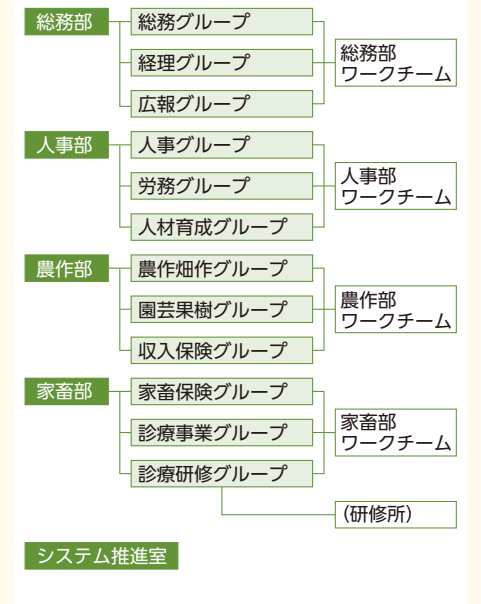 総務部
総務グループ
経理グループ
広報グループ
総務部
ワークチーム
人事部
人事グループ
労務グループ
人材育成グループ
人事部
ワークチーム
農作部
農作畑作グループ
園芸果樹グループ
収入保険グループ
農作部
ワークチーム
家畜部
家畜保険グループ
診療事業グループ
診療研修グループ
家畜部
ワークチーム
（研修所）
システム推進室